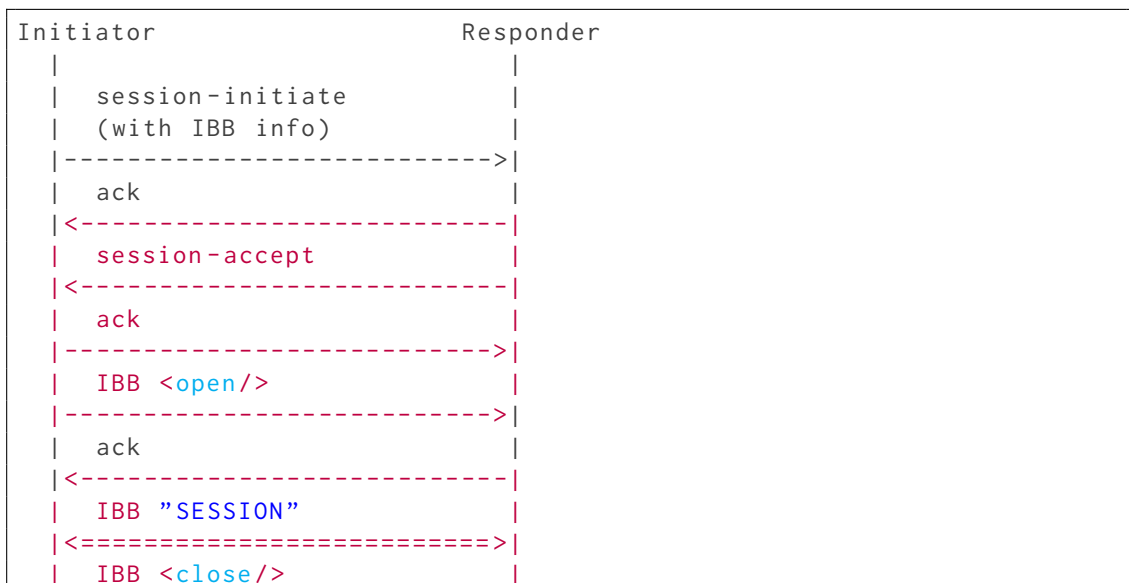 Initiator                   Responder
  |                            |
  |  session-initiate          |
  |  (with IBB info)           |
  |--------------------------->|
  |  ack                       |
  |<---------------------------|
  |  session-accept            |
  |<---------------------------|
  |  ack                       |
  |--------------------------->|
  |  IBB <open/>               |
  |--------------------------->|
  |  ack                       |
  |<---------------------------|
  |  IBB ”SESSION”             |
  |<==========================>|
  |  IBB <close/>              |